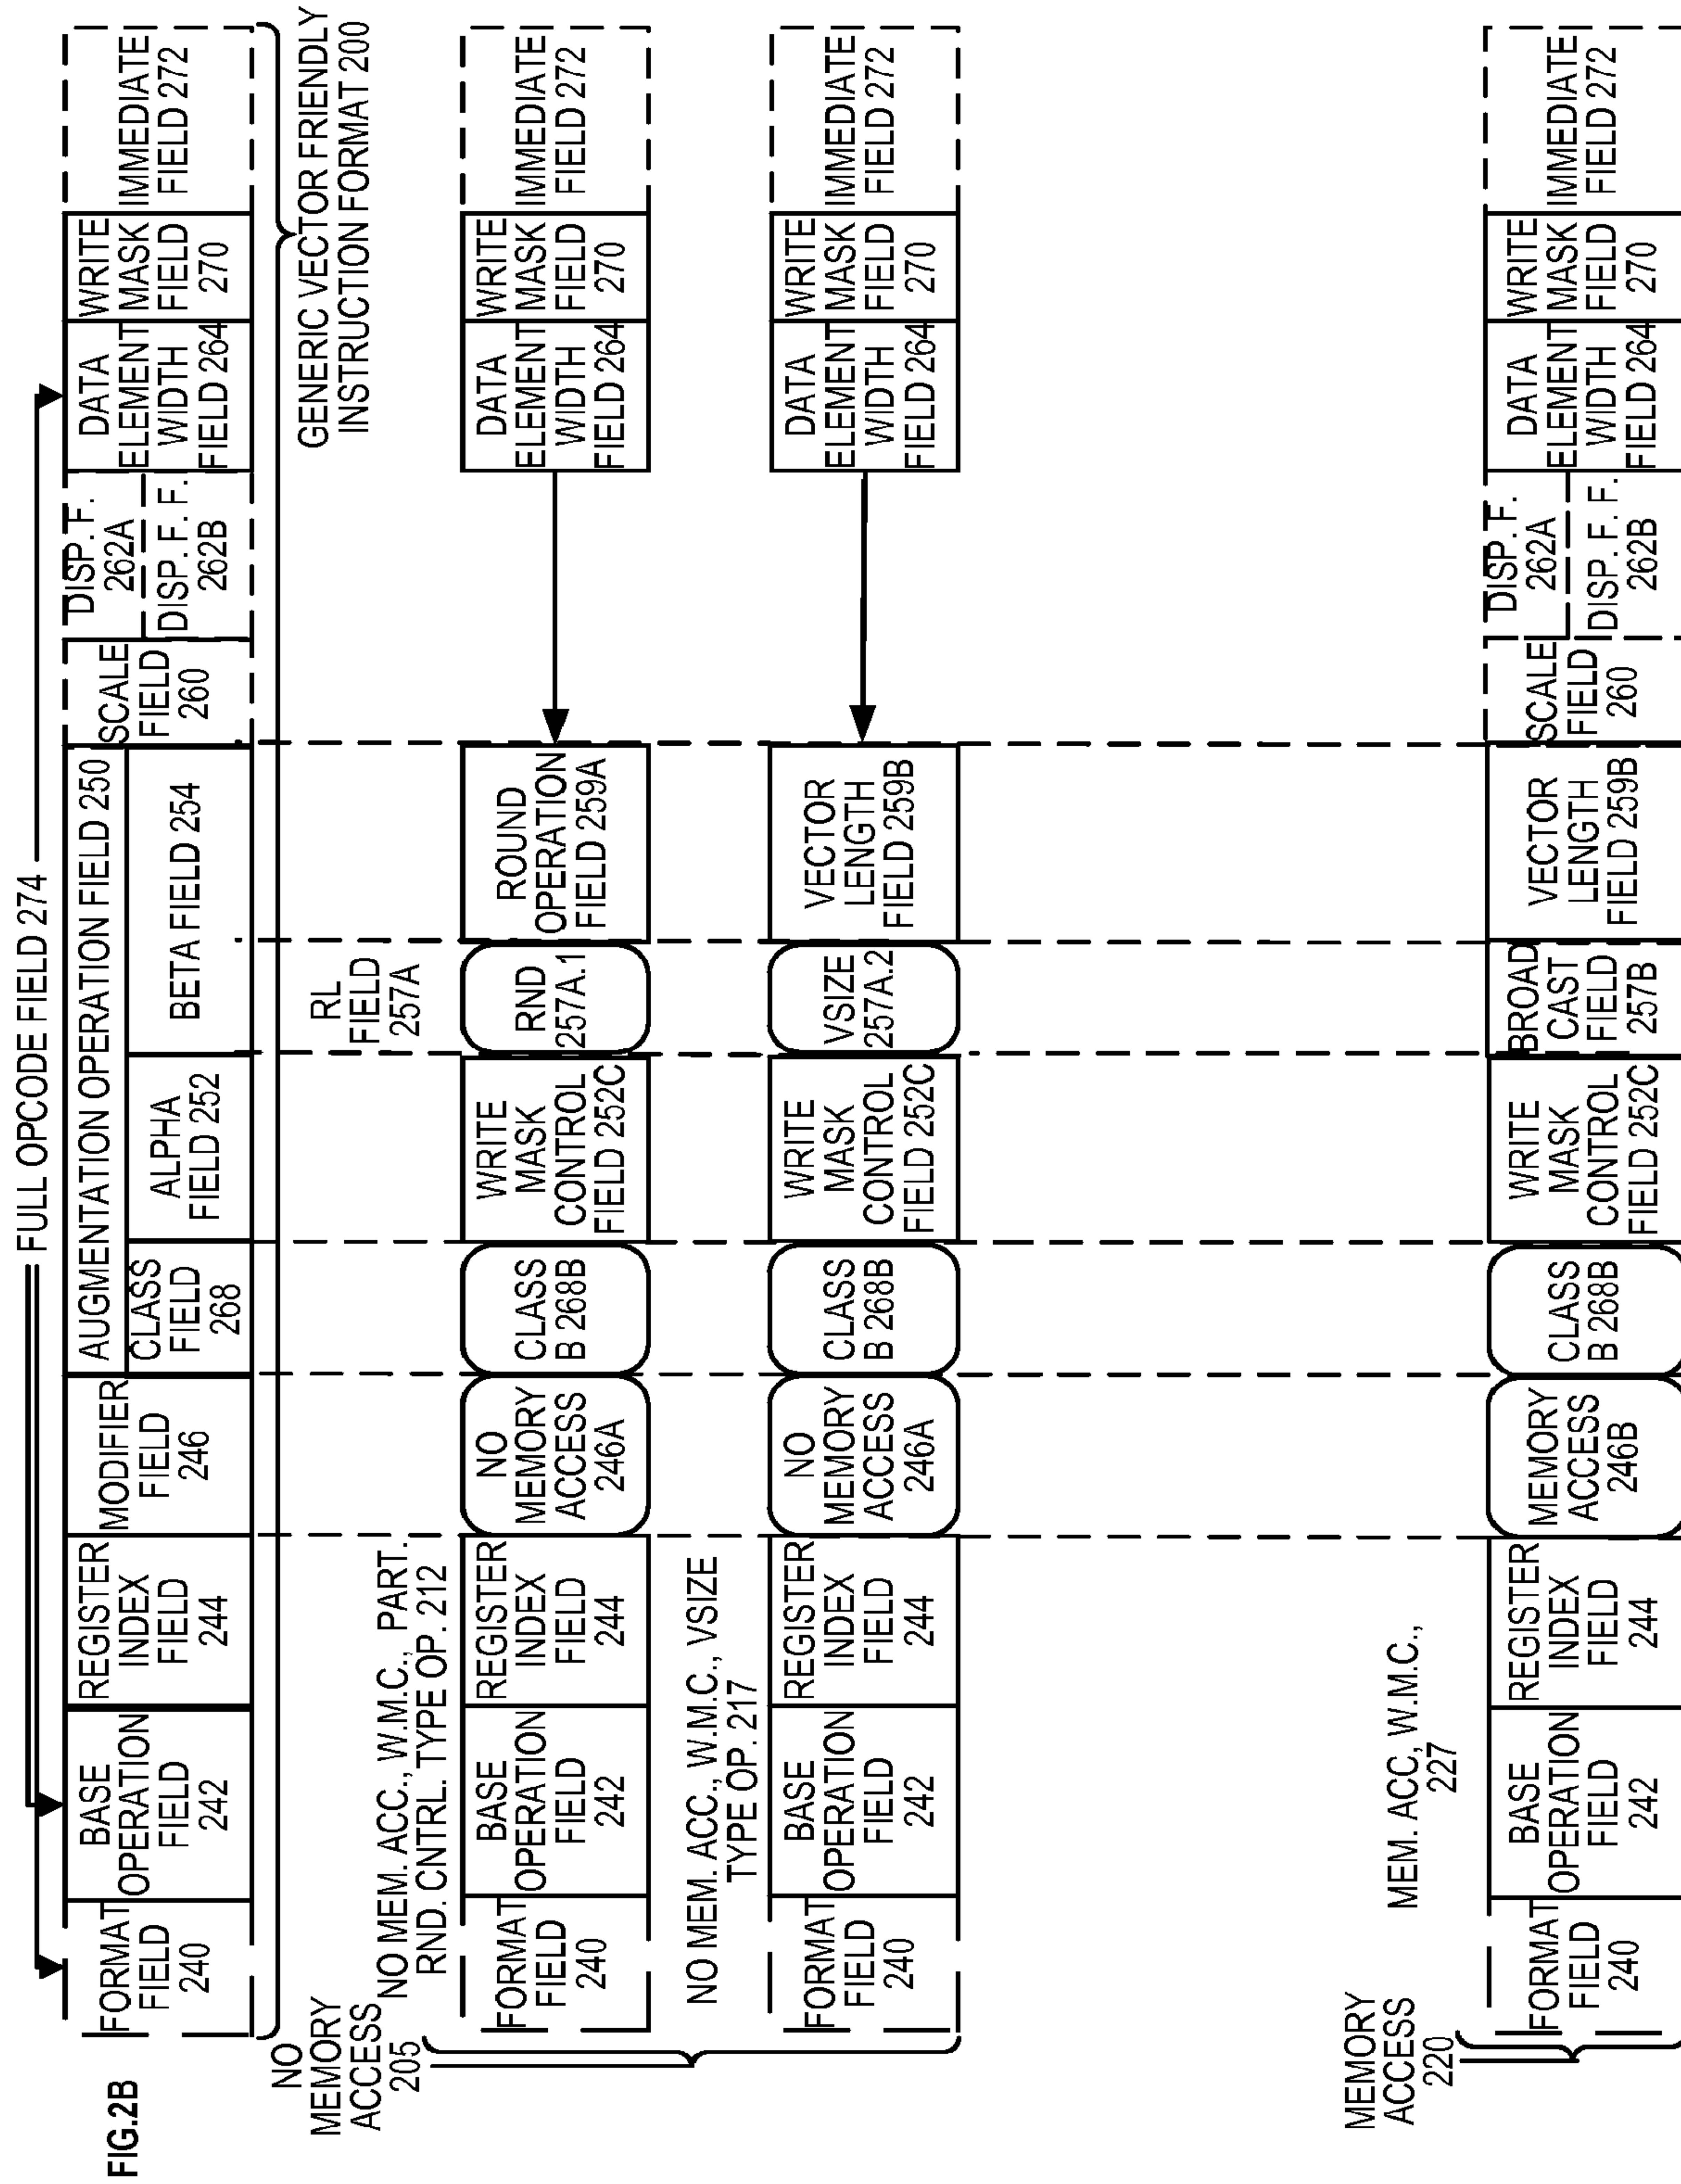 FIG.2B
FULL OPCODE FIELD 274
FORMAT
FIELD
240
BASE
OPERATION
FIELD
242
REGISTER
INDEX
FIELD
244
MODIFIER
FIELD
246
AUGMENTATION OPERATION FIELD 250
CLASS
FIELD
268
ALPHA
FIELD 252
BETA FIELD 254
SCALE
FIELD
260
DISP. F.
262A
DISP. F. F.
262B
DATA
ELEMENT
WIDTH
FIELD 264
WRITE
MASK
FIELD
270
IMMEDIATE
FIELD 272
GENERIC VECTOR FRIENDLY
INSTRUCTION FORMAT 200
NO
MEMORY
ACCESS
205
NO MEM. ACC., W.M.C., PART.
RND. CNTRL. TYPE OP. 212
RL
FIELD
257A
FORMAT
FIELD
240
BASE
OPERATION
FIELD
242
REGISTER
INDEX
FIELD
244
NO
MEMORY
ACCESS
246A
CLASS
B 268B
WRITE
MASK
CONTROL
FIELD 252C
RND
257A.1
ROUND
OPERATION
FIELD 259A
DATA
ELEMENT
WIDTH
FIELD 264
WRITE
MASK
FIELD
270
IMMEDIATE
FIELD 272
NO MEM. ACC., W.M.C., VSIZE
TYPE OP. 217
FORMAT
FIELD
240
BASE
OPERATION
FIELD
242
REGISTER
INDEX
FIELD
244
NO
MEMORY
ACCESS
246A
CLASS
B 268B
WRITE
MASK
CONTROL
FIELD 252C
VSIZE
257A.2
VECTOR
LENGTH
FIELD 259B
DATA
ELEMENT
WIDTH
FIELD 264
WRITE
MASK
FIELD
270
IMMEDIATE
FIELD 272
MEMORY
ACCESS
220
MEM. ACC, W.M.C.,
227
FORMAT
FIELD
240
BASE
OPERATION
FIELD
242
REGISTER
INDEX
FIELD
244
MEMORY
ACCESS
246B
CLASS
B 268B
WRITE
MASK
CONTROL
FIELD 252C
BROAD
CAST
FIELD
257B
VECTOR
LENGTH
FIELD 259B
SCALE
FIELD
260
DISP. F.
262A
DISP. F. F.
262B
DATA
ELEMENT
WIDTH
FIELD 264
WRITE
MASK
FIELD
270
IMMEDIATE
FIELD 272